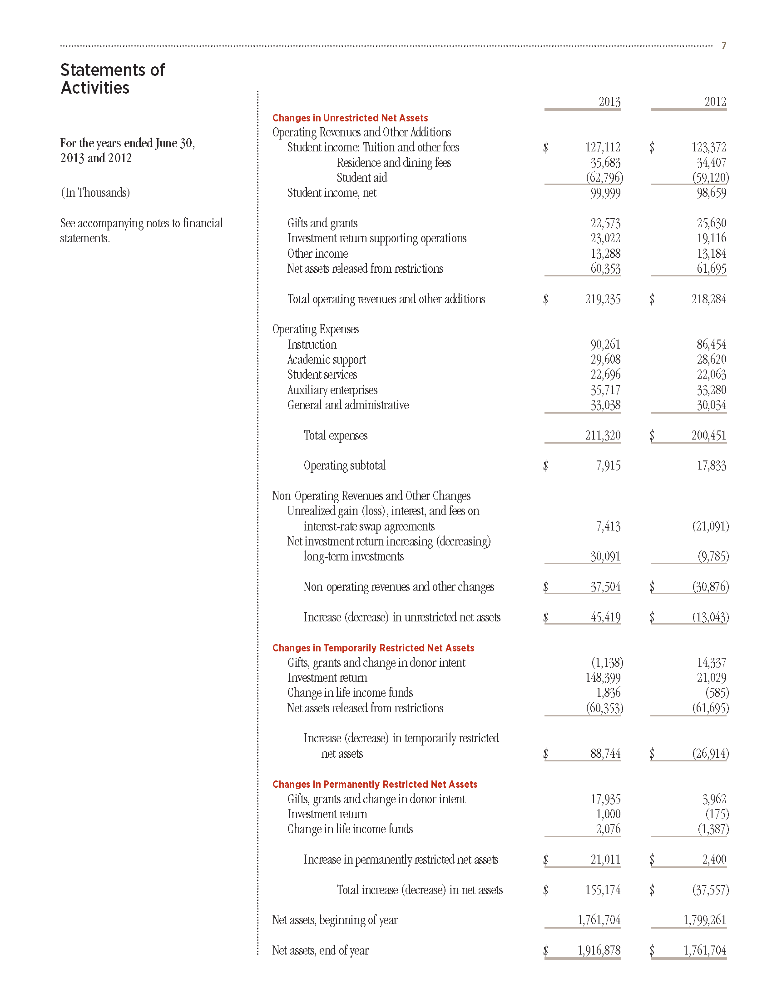 7
Statements of
Activities
For the years ended June 30,
2013 and 2012
(In Thousands)
See accompanying notes to financial
statements.
2013 2012
Changes in Unrestricted Net Assets
Operating Revenues and Other Additions
Student income: Tuition and other fees $ 127,112 $ 123,372
Residence and dining fees 35,683 34,407
Student aid (62,796) (59,120)
Student income, net 99,999 98,659
Gifts and grants 22,573 25,630
Investment return supporting operations 23,022 19,116
Other income 13,288 13,184
Net assets released from restrictions 60,353 61,695
Total operating revenues and other additions $ 219,235 $ 218,284
Operating Expenses
Instruction 90,261 86,454
Academic support 29,608 28,620
Student services 22,696 22,063
Auxiliary enterprises 35,717 33,280
General and administrative 33,038 30,034
Total expenses 211,320 $ 200,451
Operating subtotal $ 7,915 17,833
Non-Operating Revenues and Other Changes
Unrealized gain (loss), interest, and fees on
interest-rate swap agreements 7,413 (21,091)
Net investment return increasing (decreasing)
long-term investments 30,091 (9,785)
Non-operating revenues and other changes $ 37,504 $ (30,876)
Increase (decrease) in unrestricted net assets $ 45,419 $ (13,043)
Changes in Temporarily Restricted Net Assets
Gifts, grants and change in donor intent (1,138) 14,337
Investment return 148,399 21,029
Change in life income funds 1,836 (585)
Net assets released from restrictions (60,353) (61,695)
Increase (decrease) in temporarily restricted
net assets $ 88,744 $ (26,914)
Changes in Permanently Restricted Net Assets
Gifts, grants and change in donor intent 17,935 3,962
Investment return 1,000 (175)
Change in life income funds 2,076 (1,387)
Increase in permanently restricted net assets $ 21,011 $ 2,400
Total increase (decrease) in net assets $ 155,174 $ (37,557)
Net assets, beginning of year 1,761,704 1,799,261
Net assets, end of year $ 1,916,878 $ 1,761,704